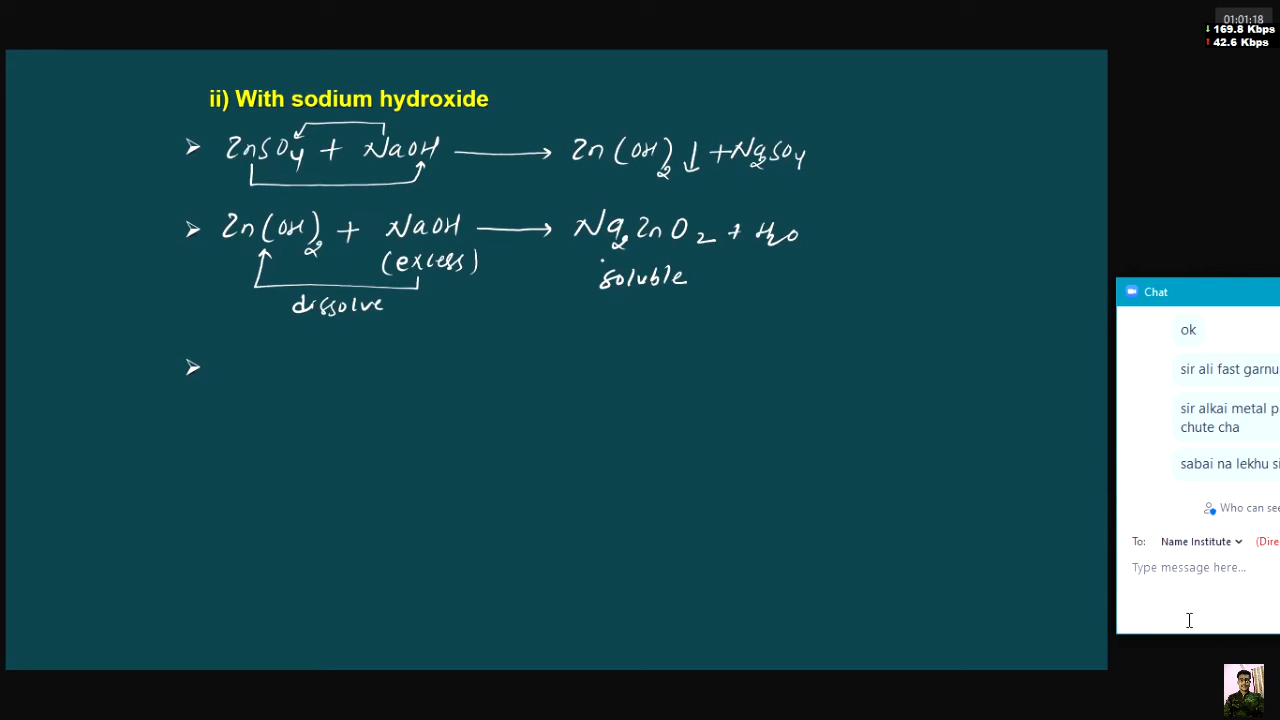 01:01:18
↓ 169.8 Kbps
↑ 42.6 Kbps
ii) With sodium hydroxide
➤ ZnSO4 + NaOH ⟶ Zn(OH)2↓ + Na2SO4
➤ Zn(OH)2 + NaOH ⟶ Na2ZnO2 + H2O
(excess) soluble
dissolve
➤
Chat
ok
sir ali fast garnu
sir alkai metal p
chute cha
sabai na lekhu si
Who can see
To: Name Institute (Dire
Type message here...